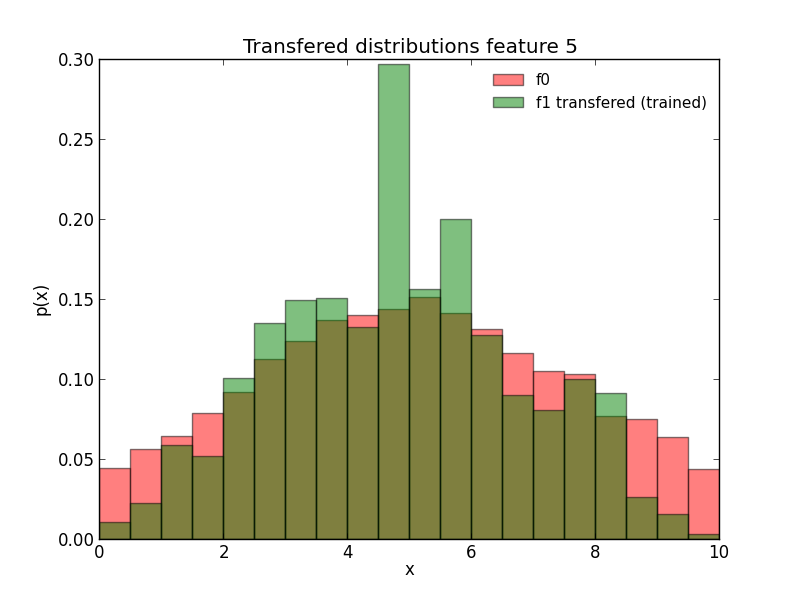 Transfered distributions feature 5
f0
f1 transfered (trained)
p(x)
0.30
0.25
0.20
0.15
0.10
0.05
0.00
0 2 4 6 8 10
x